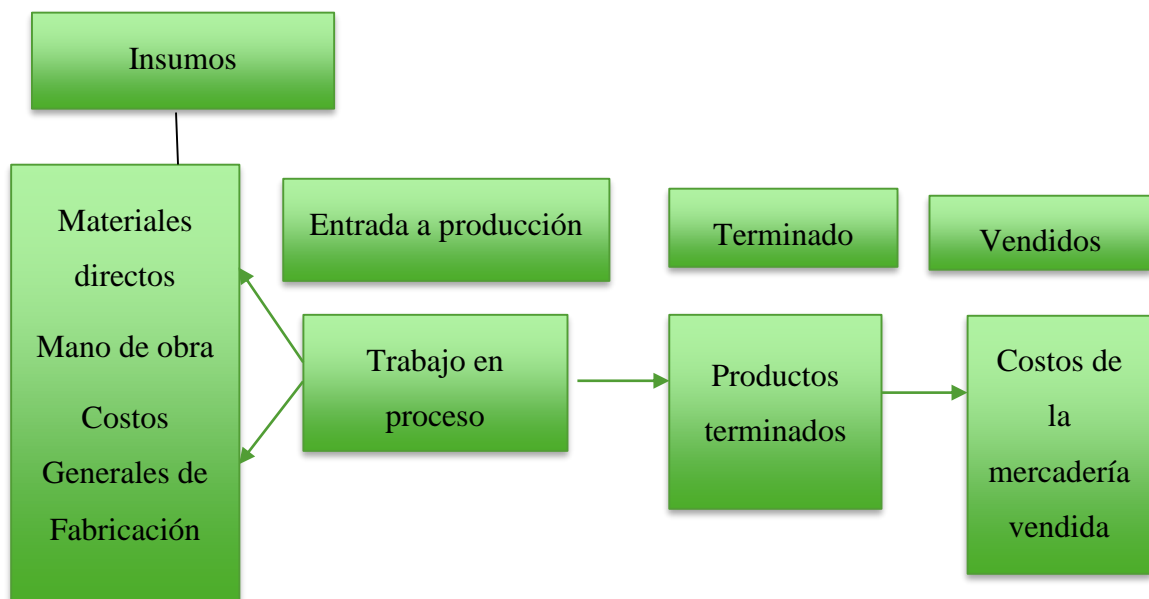 Insumos
Materiales
directos
Mano de obra
Costos
Generales de
Fabricación
Entrada a producción
Trabajo en
proceso
Terminado
Productos
terminados
Vendidos
Costos de
la
mercadería
vendida